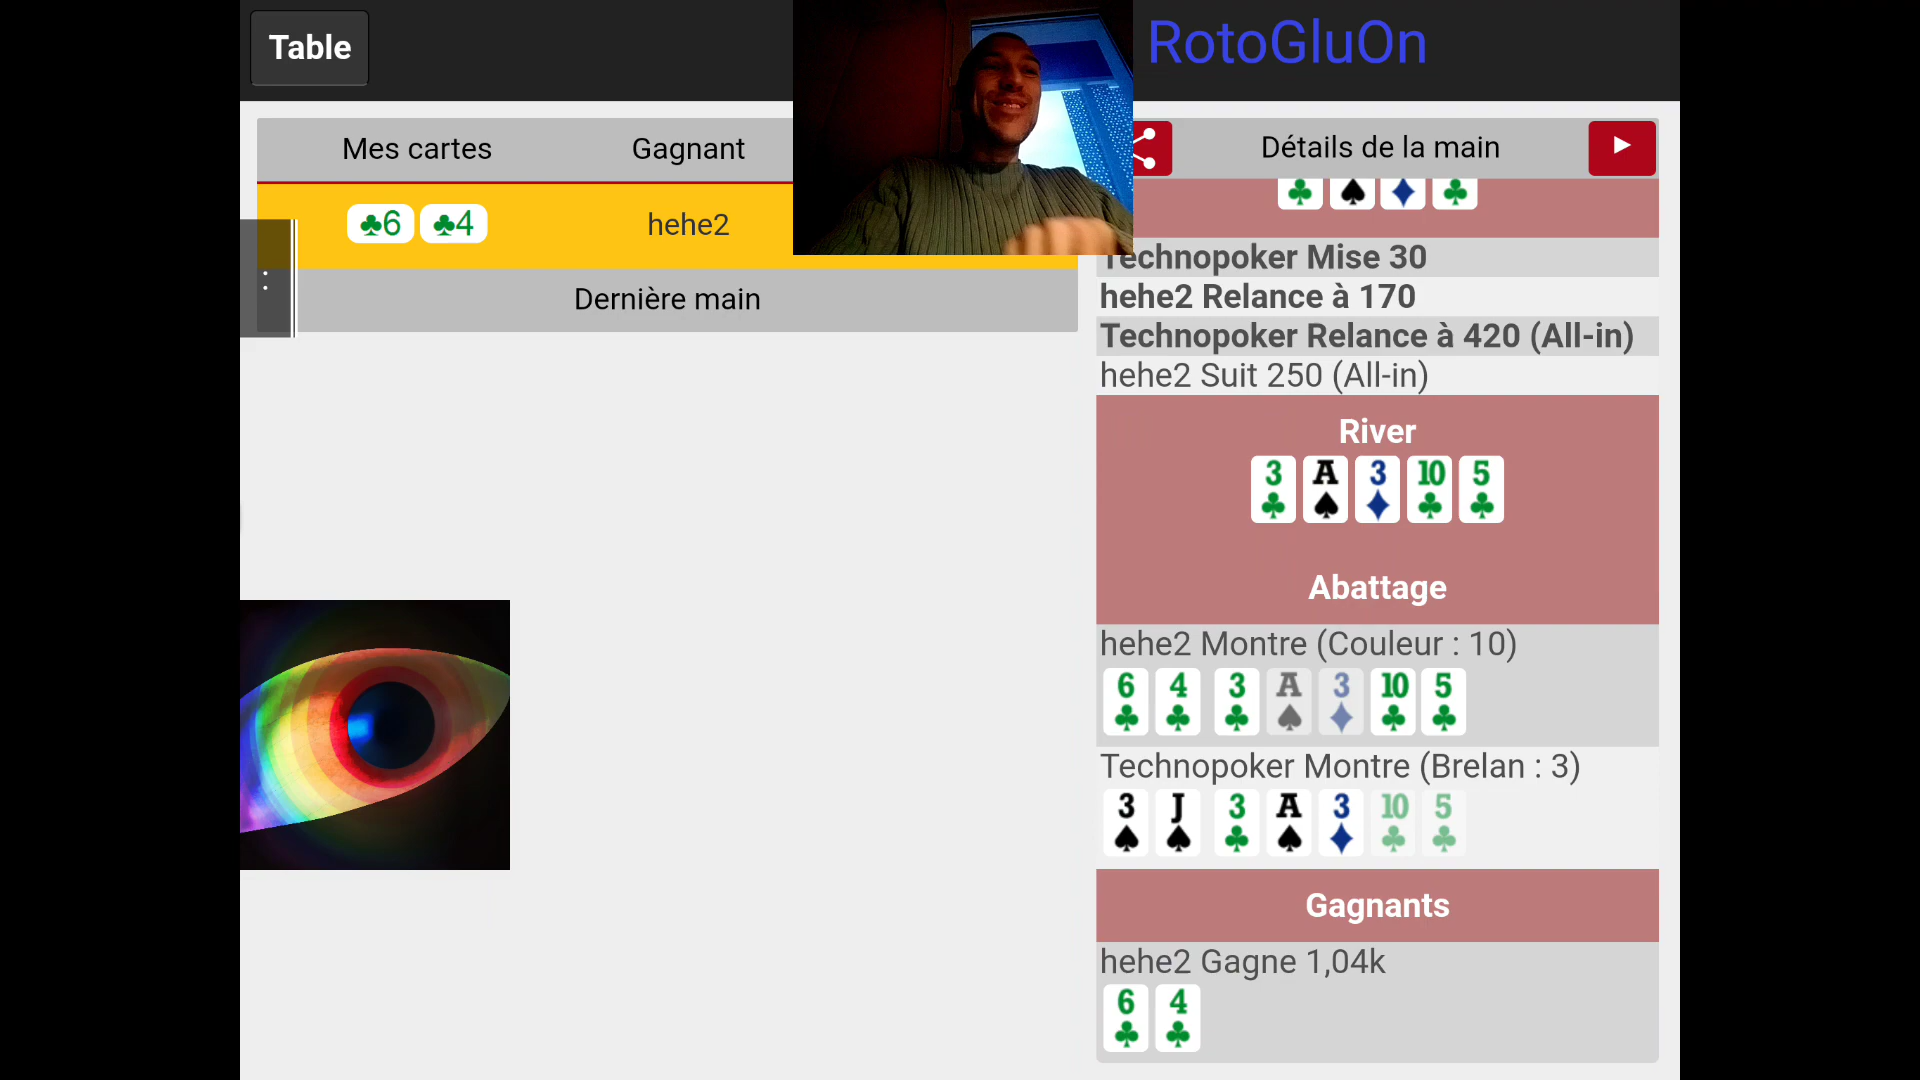 Table
RotoGluOn
Mes cartes Gagnant
♣6 ♣4 hehe2
Dernière main
Détails de la main
♣ ♠ ♦ ♣
Technopoker Mise 30
hehe2 Relance à 170
Technopoker Relance à 420 (All-in)
hehe2 Suit 250 (All-in)
River
3♣ A♠ 3♦ 10♣ 5♣
Abattage
hehe2 Montre (Couleur : 10)
6♣ 4♣ 3♣ A♠ 3♦ 10♣ 5♣
Technopoker Montre (Brelan : 3)
3♠ J♠ 3♣ A♠ 3♦ 10♣ 5♣
Gagnants
hehe2 Gagne 1,04k
6♣ 4♣